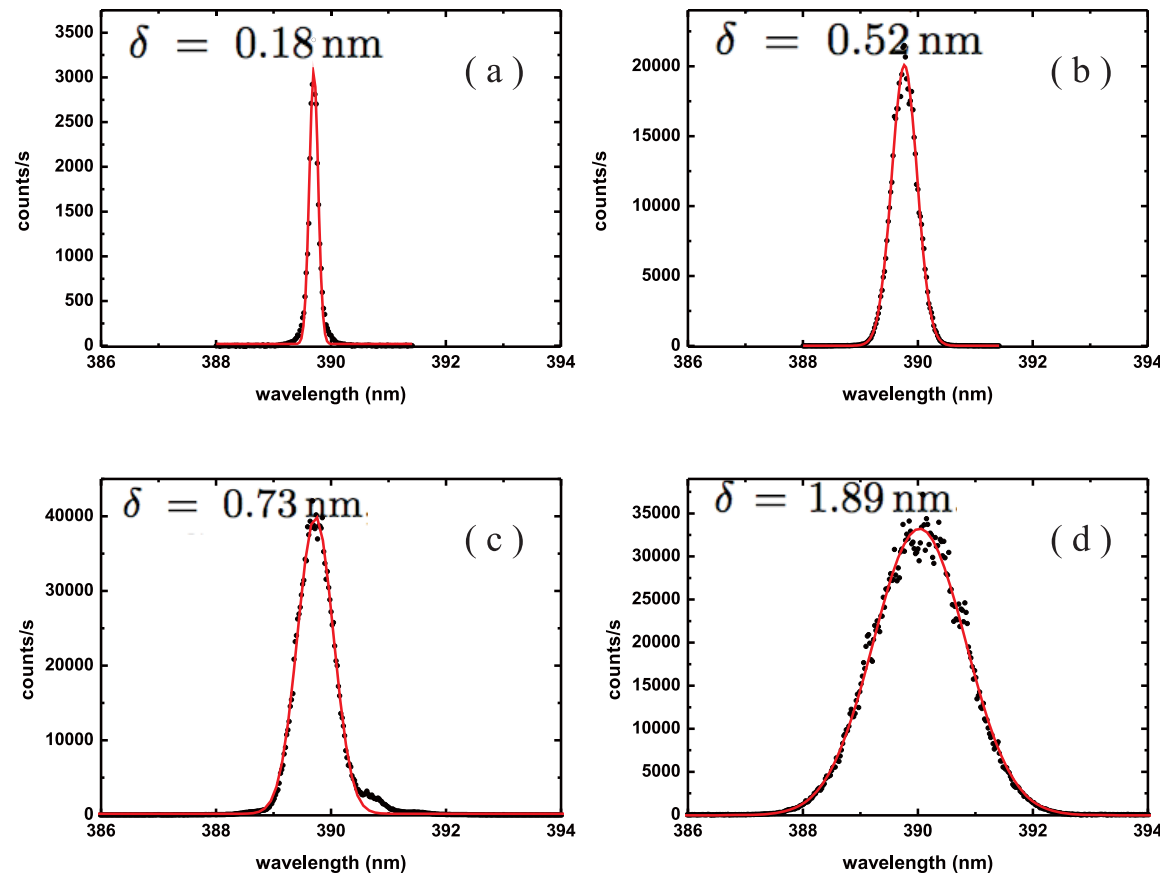 δ = 0.18 nm
( a )
3500
3000
2500
2000
1500
1000
500
0
counts/s
386 388 390 392 394
wavelength (nm)
δ = 0.52 nm
( b )
20000
15000
10000
5000
0
counts/s
386 388 390 392 394
wavelength (nm)
δ = 0.73 nm.
( c )
40000
30000
20000
10000
0
counts/s
386 388 390 392 394
wavelength (nm)
δ = 1.89 nm.
( d )
35000
30000
25000
20000
15000
10000
5000
0
counts/s
386 388 390 392 394
wavelength (nm)